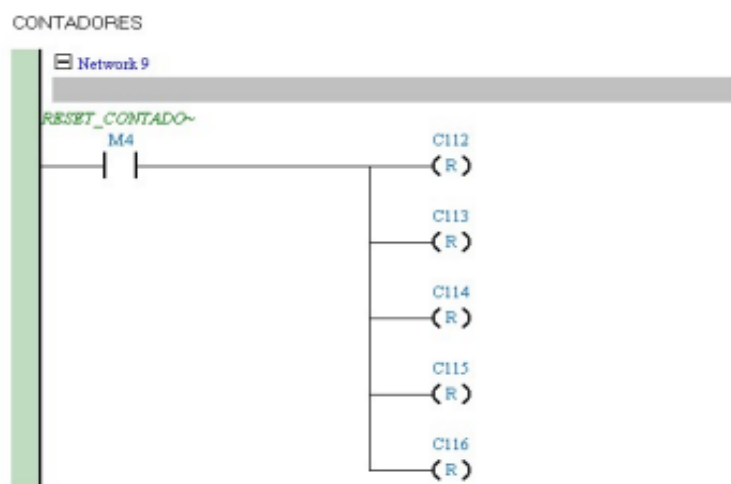 CONTADORES
Network 9
RESET_CONTADO~
M4
C112
R
C113
R
C114
R
C115
R
C116
R